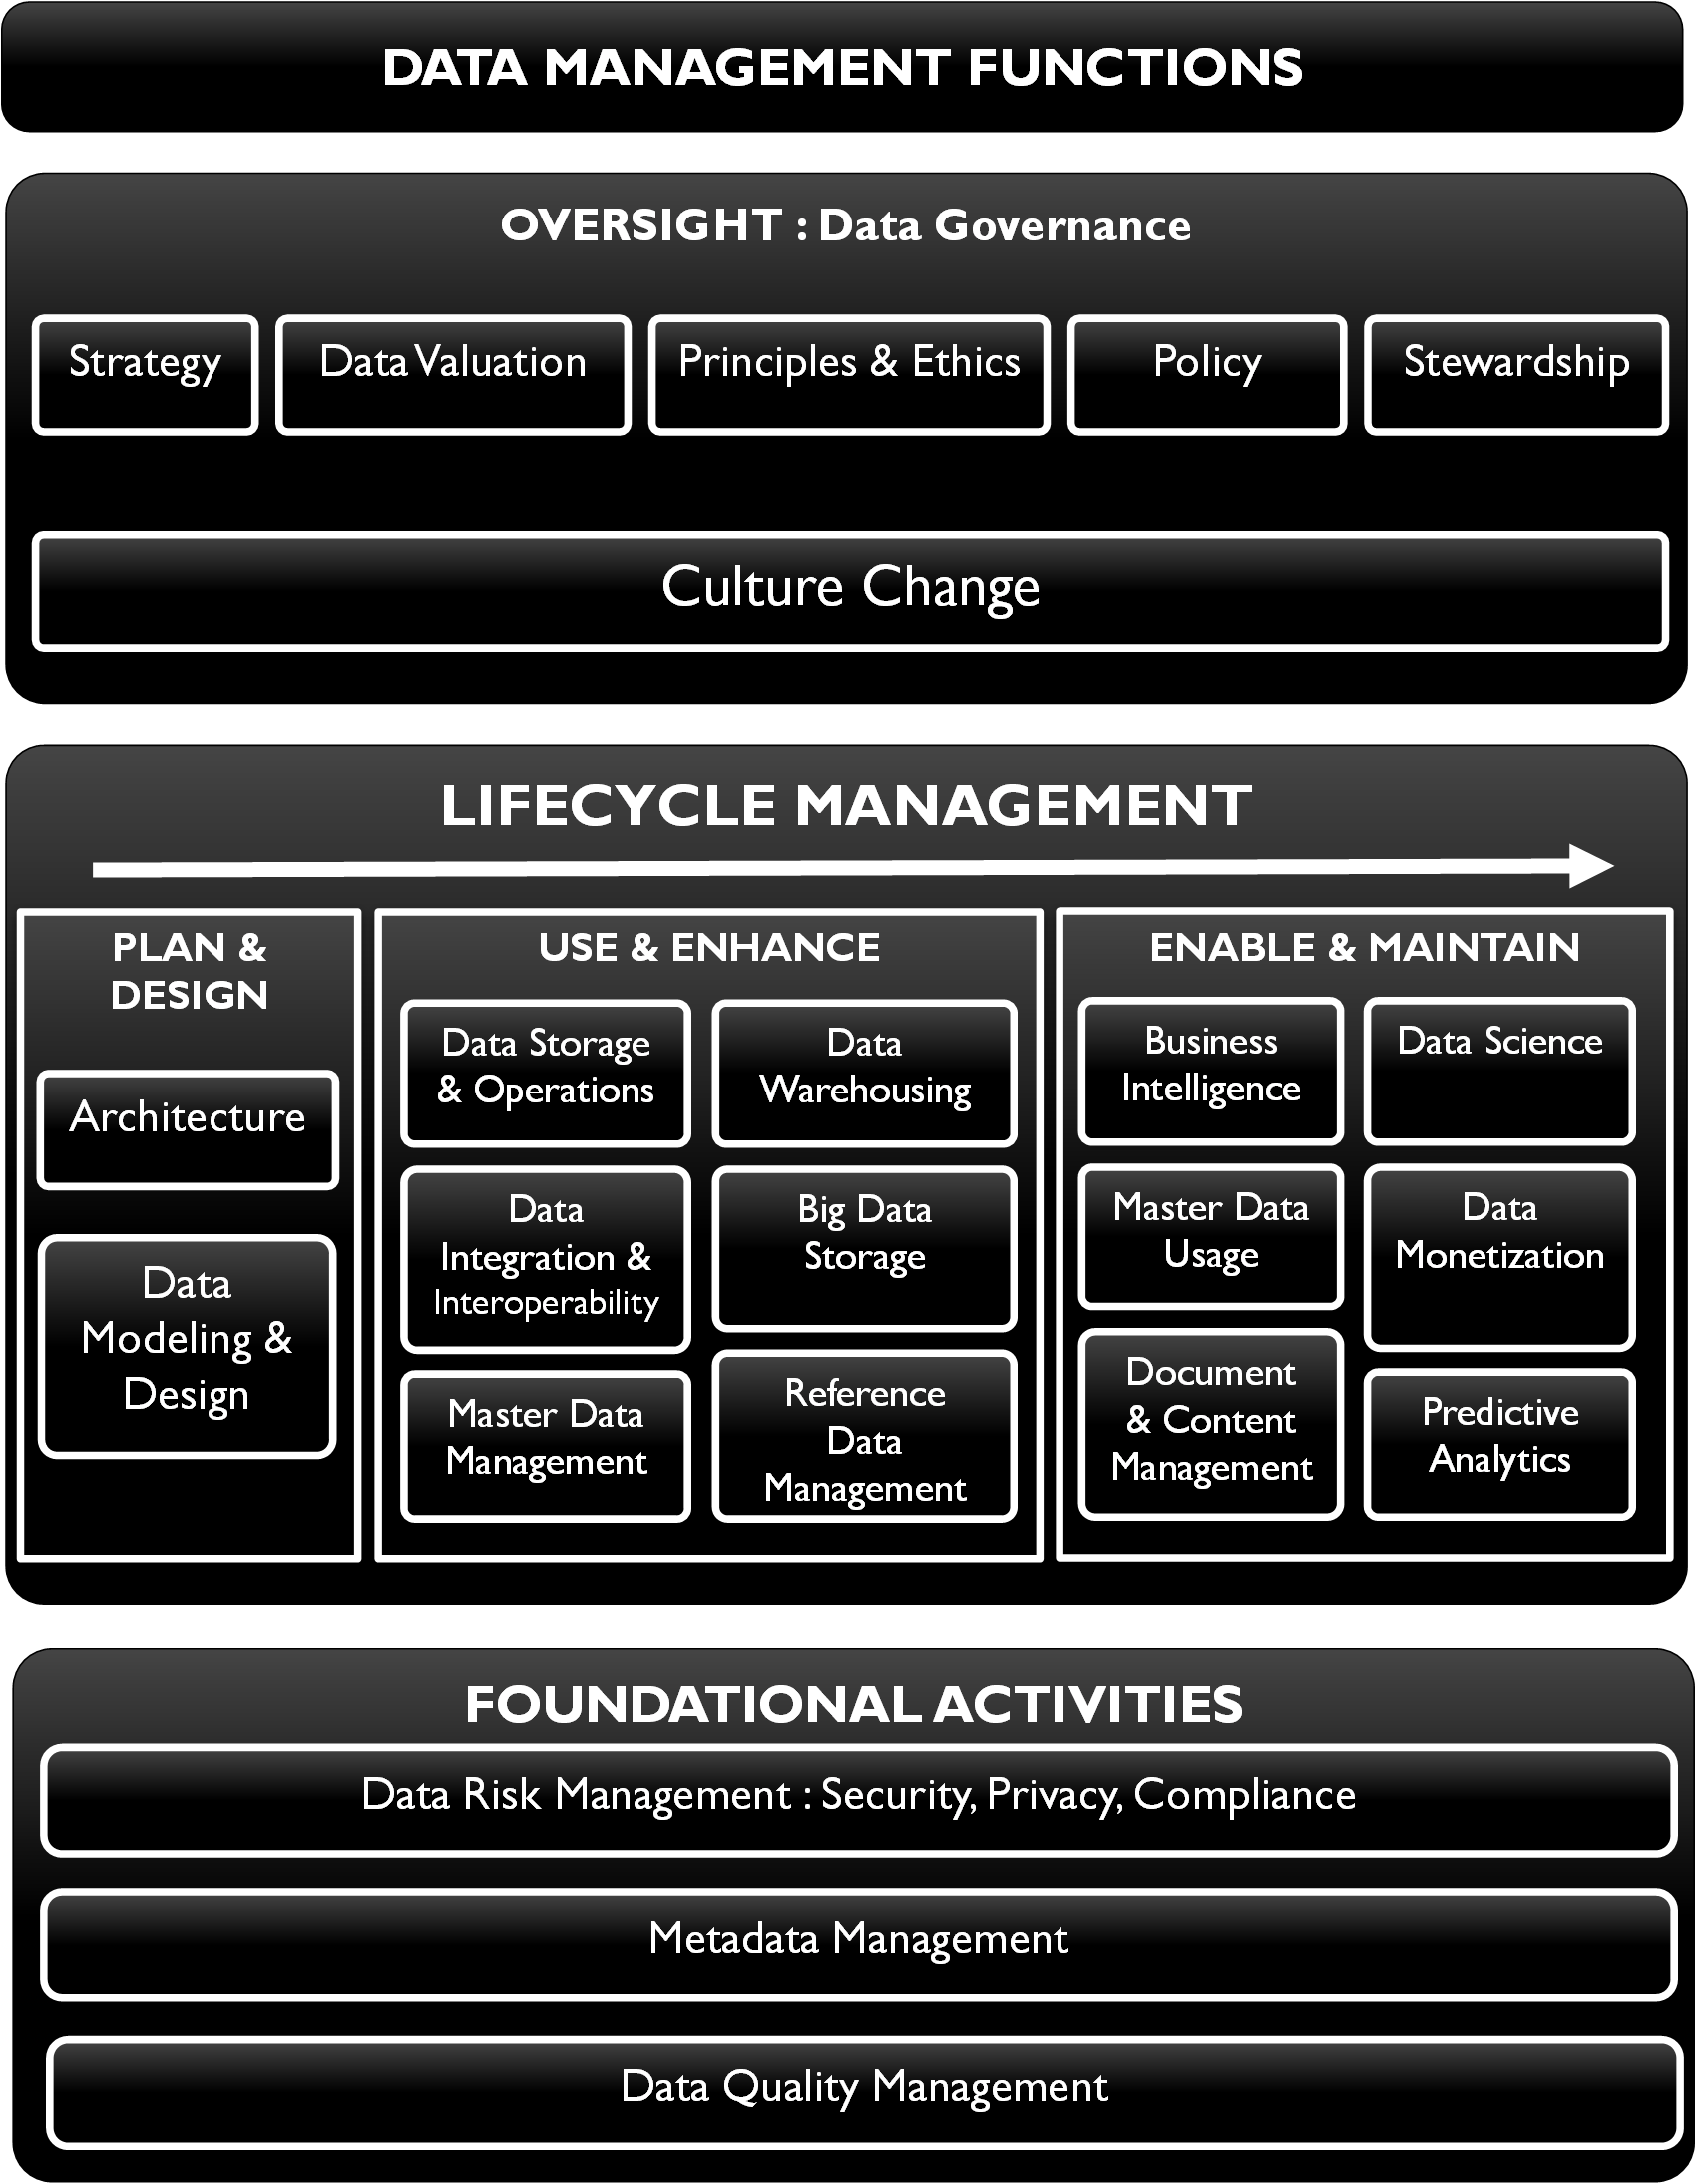 DATA MANAGEMENT FUNCTIONS
OVERSIGHT : Data Governance
Strategy
Data Valuation
Principles & Ethics
Policy
Stewardship
Culture Change
LIFECYCLE MANAGEMENT
PLAN &
DESIGN
Architecture
Data
Modeling &
Design
USE & ENHANCE
Data Storage
& Operations
Data
Warehousing
Data
Integration &
Interoperability
Big Data
Storage
Master Data
Management
Reference
Data
Management
ENABLE & MAINTAIN
Business
Intelligence
Data Science
Master Data
Usage
Data
Monetization
Document
& Content
Management
Predictive
Analytics
FOUNDATIONAL ACTIVITIES
Data Risk Management : Security, Privacy, Compliance
Metadata Management
Data Quality Management